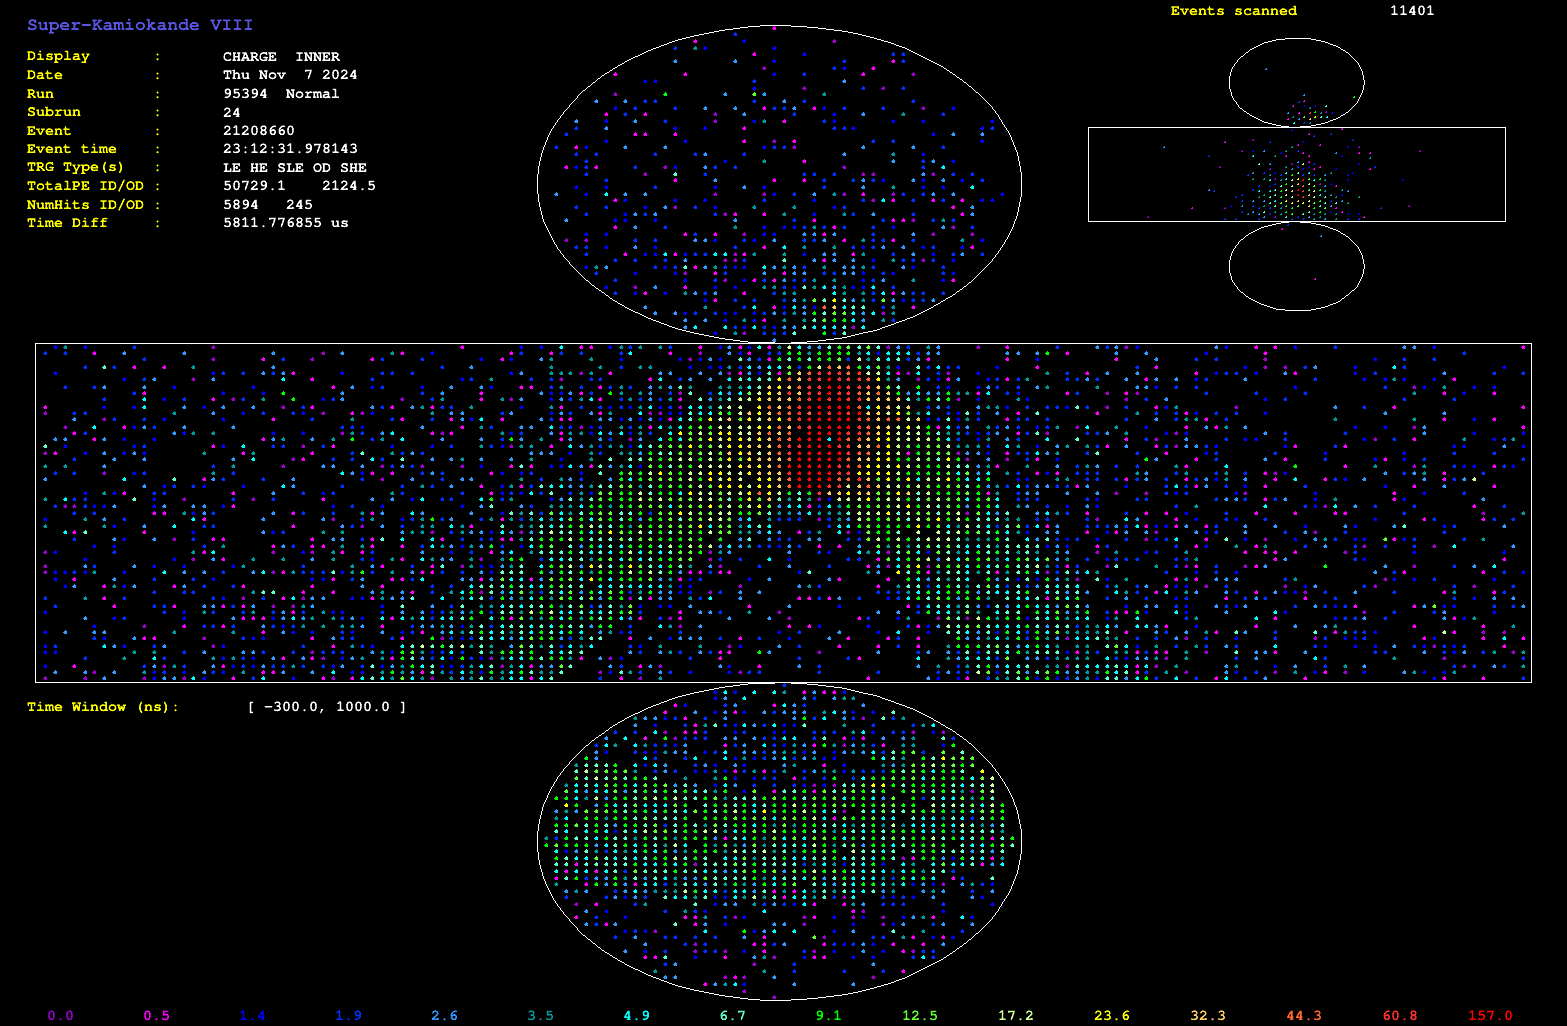 Super-Kamiokande VIII
Display : CHARGE INNER
Date : Thu Nov 7 2024
Run : 95394 Normal
Subrun : 24
Event : 21208660
Event time : 23:12:31.978143
TRG Type(s) : LE HE SLE OD SHE
TotalPE ID/OD : 50729.1 2124.5
NumHits ID/OD : 5894 245
Time Diff : 5811.776855 us
Events scanned 11401
Time Window (ns): [ -300.0, 1000.0 ]
0.0 0.5 1.4 1.9 2.6 3.5 4.9 6.7 9.1 12.5 17.2 23.6 32.3 44.3 60.8 157.0